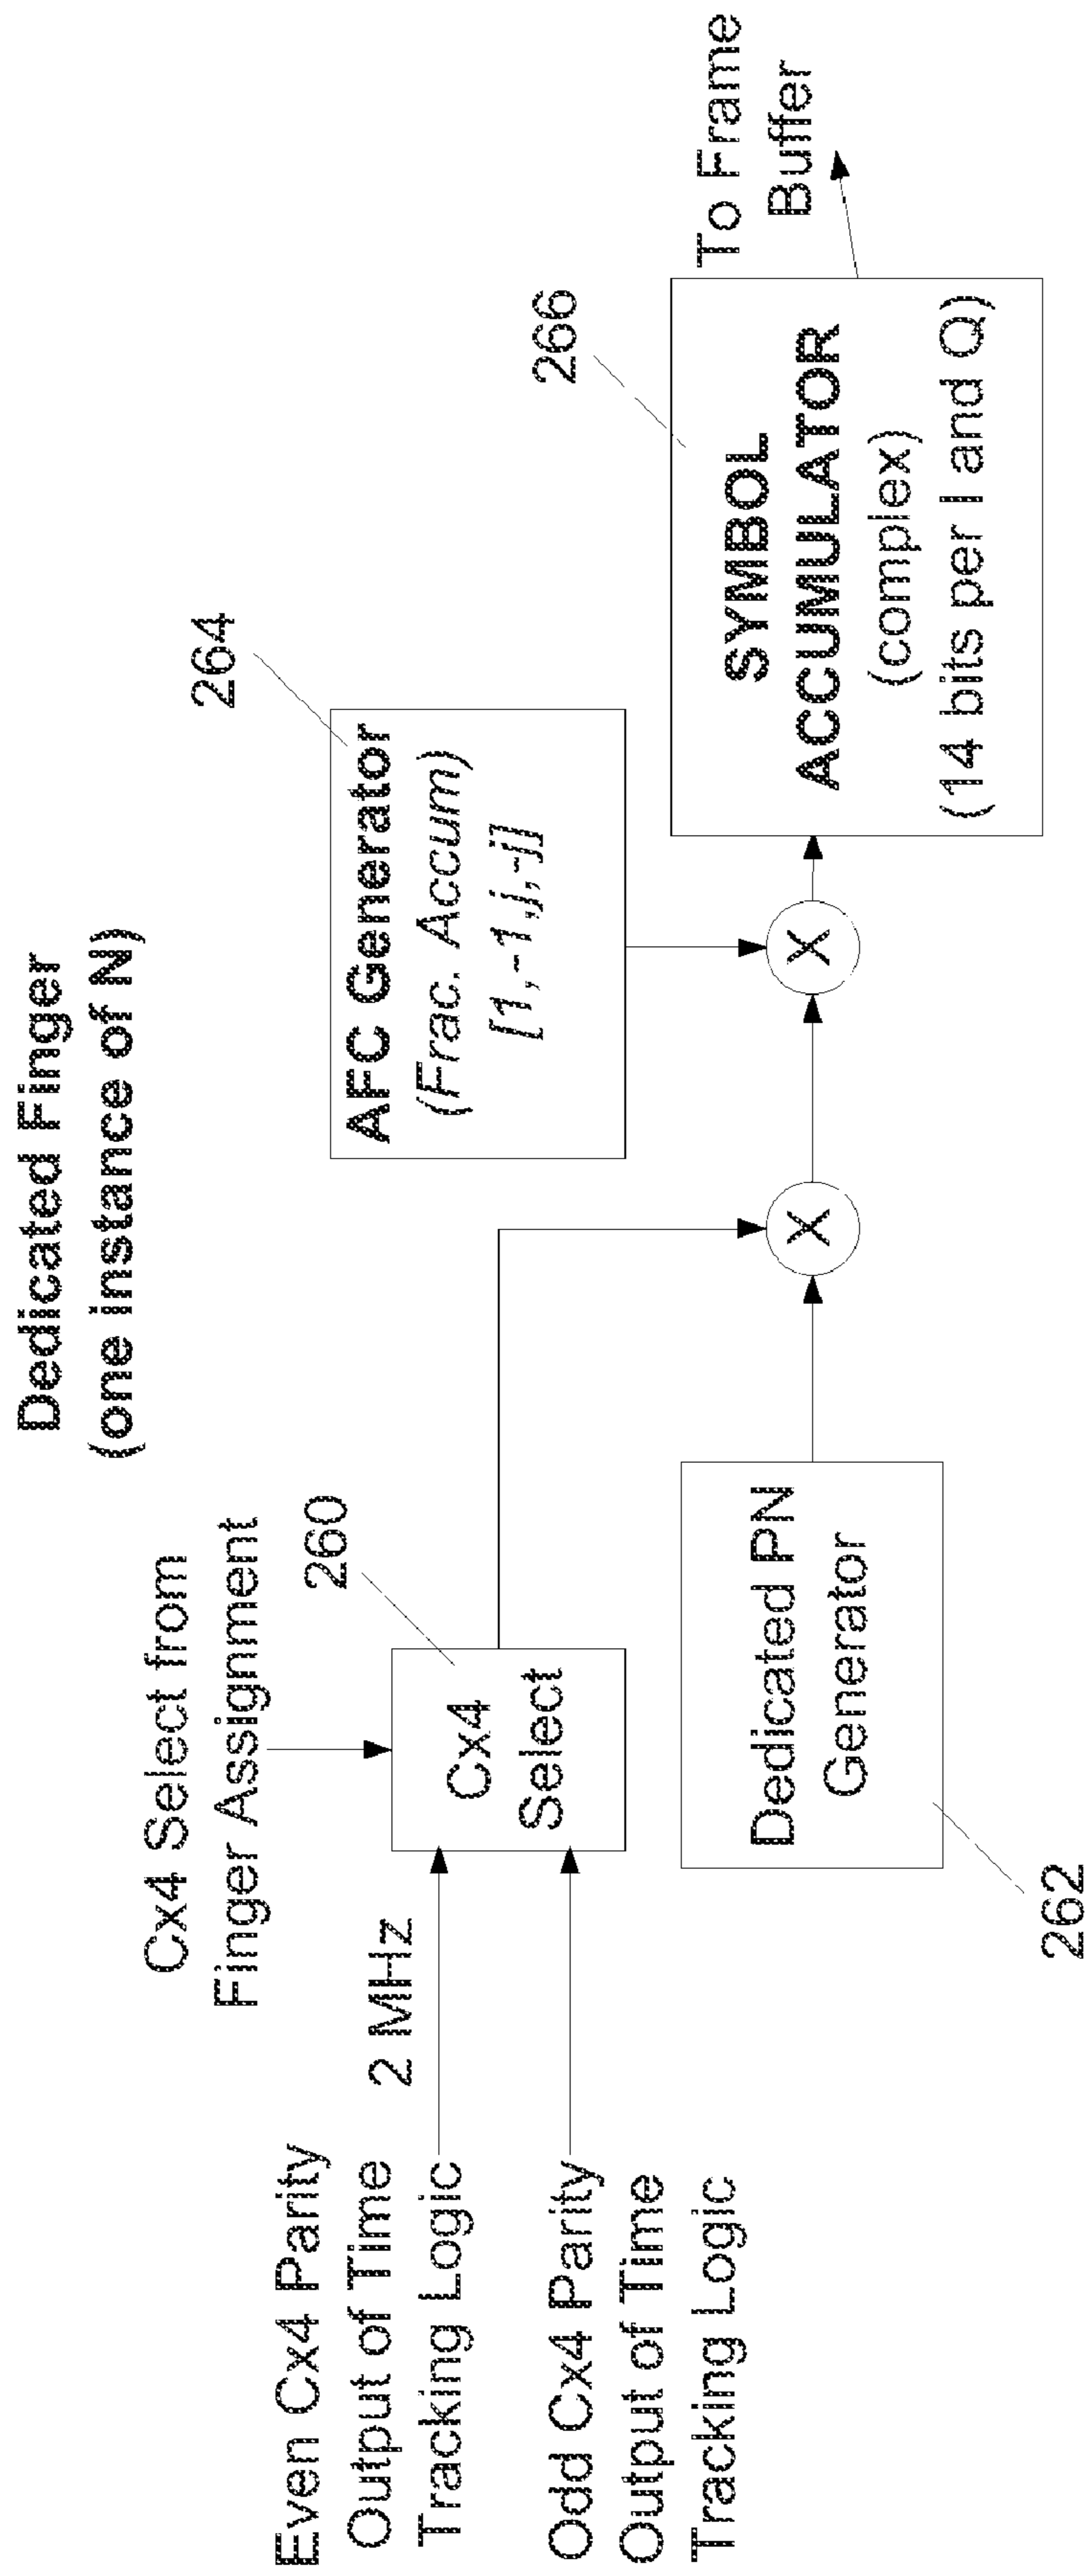 Dedicated Finger
(one instance of N)
Cx4 Select from
Finger Assignment
260
264
AFC Generator
(Frac. Accum)
[1,-1,j,-j]
266
Even Cx4 Parity
Output of Time
Tracking Logic
2 MHz
Cx4
Select
Odd Cx4 Parity
Output of Time
Tracking Logic
X
X
SYMBOL
ACCUMULATOR
(complex)
(14 bits per I and Q)
To Frame
Buffer
Dedicated PN
Generator
262